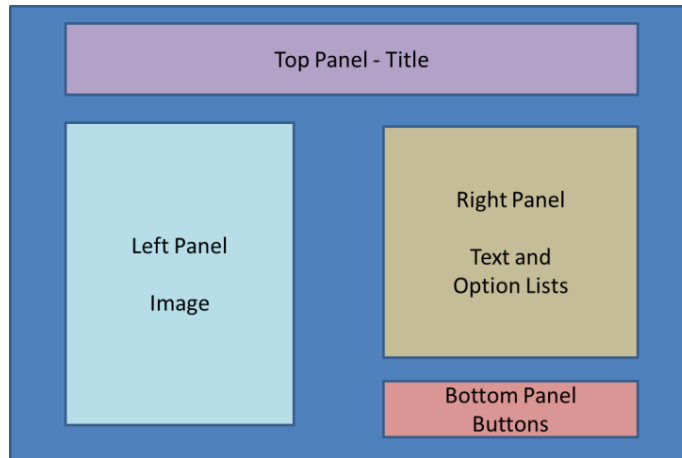 Top Panel - Title
Left Panel
Image
Right Panel
Text and
Option Lists
Bottom Panel
Buttons